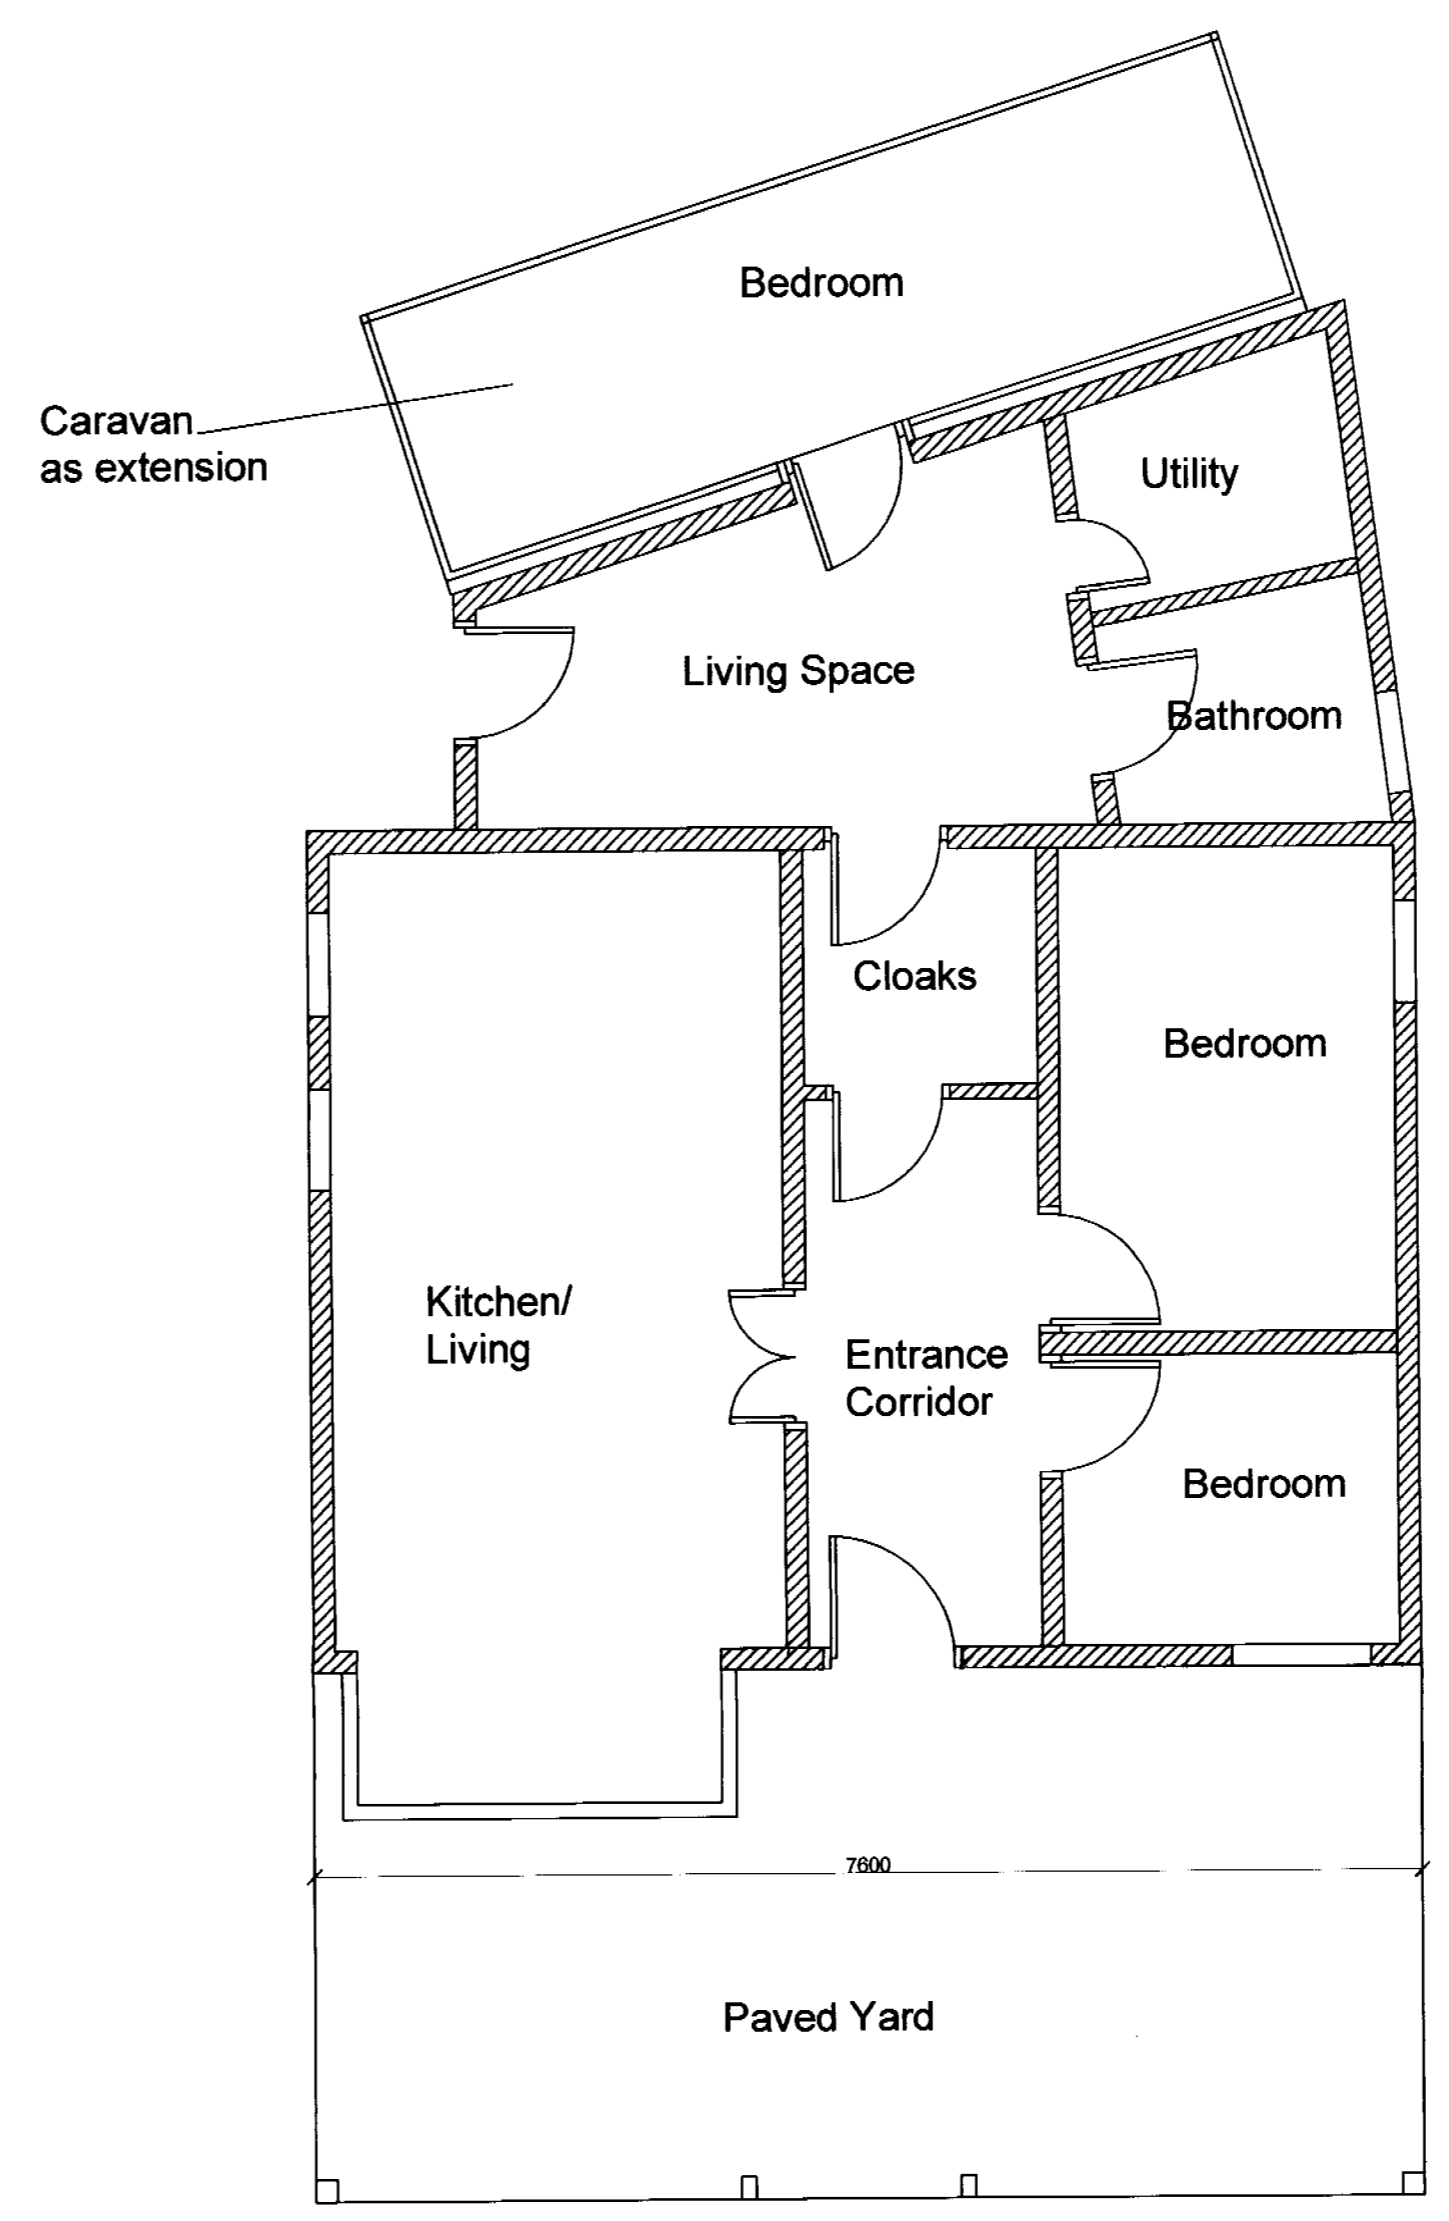 Bedroom
Caravan
as extension
Utility
Living Space
Bathroom
Cloaks
Bedroom
Kitchen/
Living
Entrance
Corridor
Bedroom
7600
Paved Yard